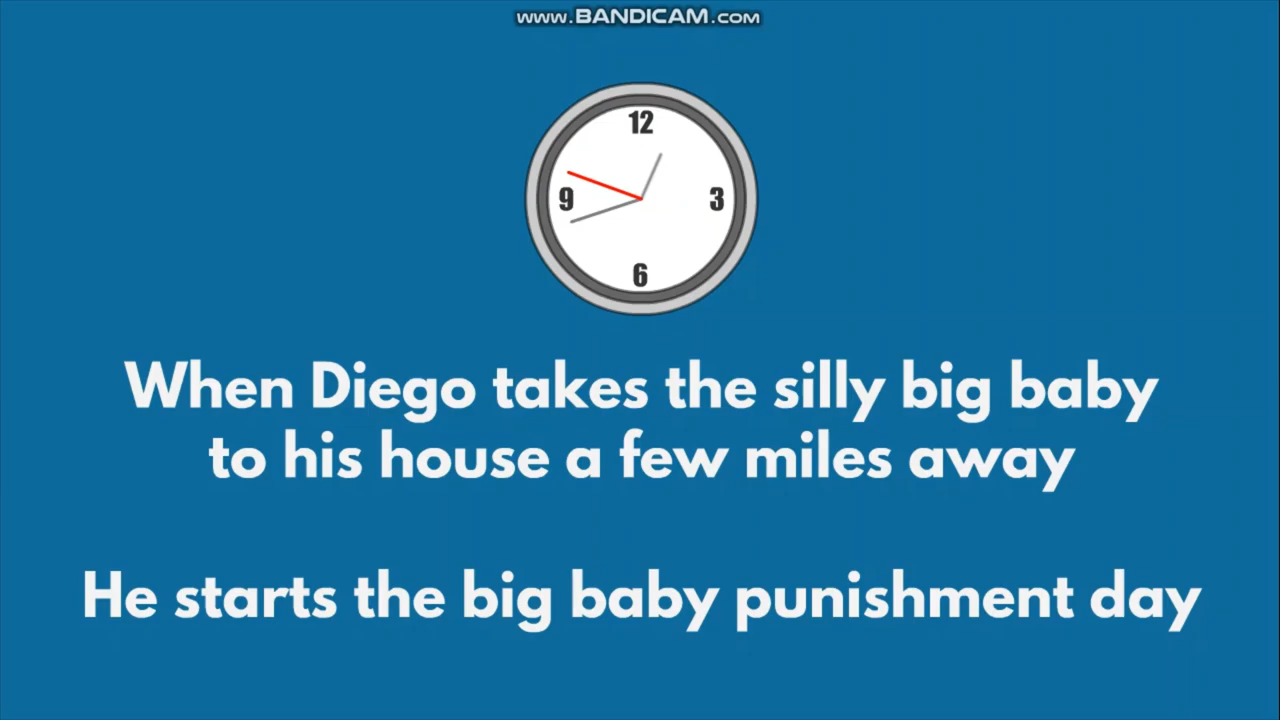 www.BANDICAM.com
12
9
3
6
When Diego takes the silly big baby
to his house a few miles away
He starts the big baby punishment day